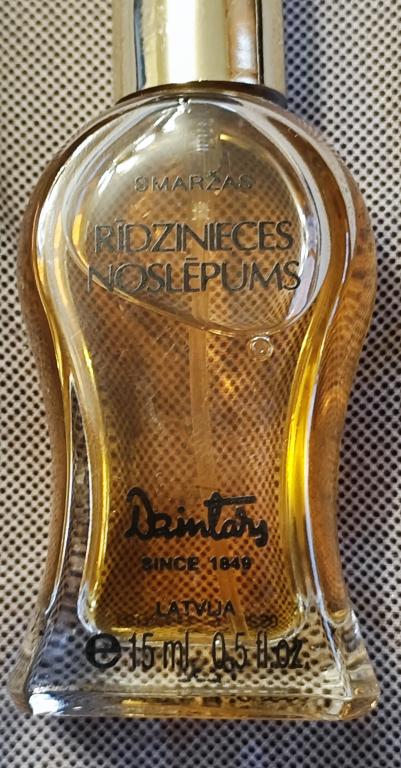 SMARŽAS
RĪDZINIECES
NOSLĒPUMS
Dzintars
SINCE 1849
LATVIJA
e 15 ml 0.5 fl.oz.